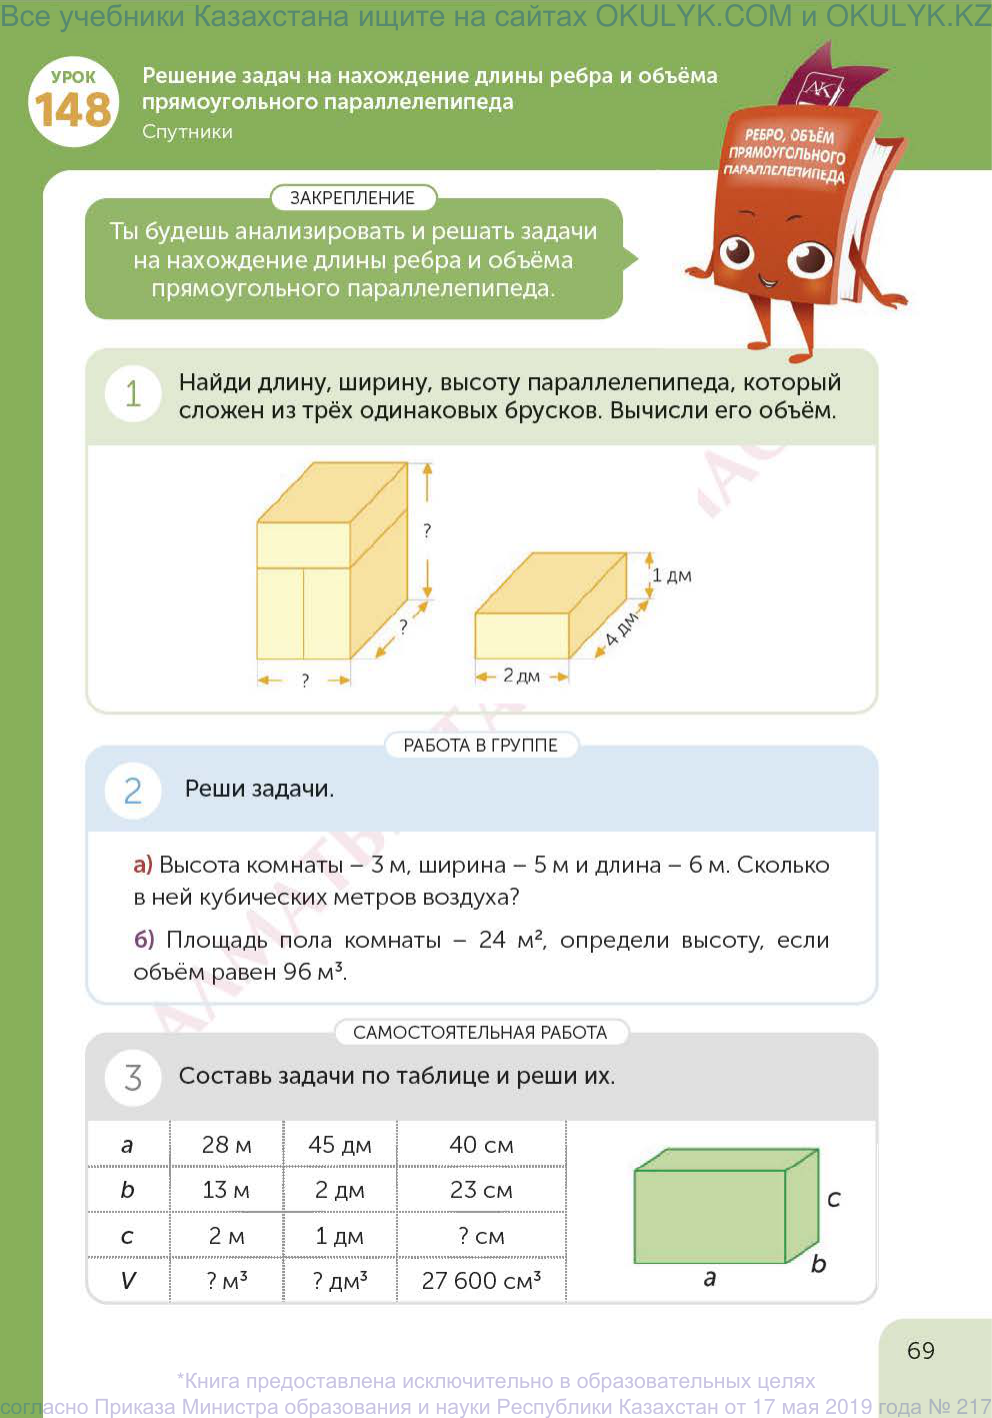 Все учебники Казахстана ищите на сайтах OKULYK.COM и OKULYK.KZ
УРОК
148
Решение задач на нахождение длины ребра и объёма
прямоугольного параллелепипеда
Спутники
АК
РЕБРО, ОБЪЁМ
ПРЯМОУГОЛЬНОГО
ПАРАЛЛЕЛЕПИПЕДА
ЗАКРЕПЛЕНИЕ
Ты будешь анализировать и решать задачи
на нахождение длины ребра и объёма
прямоугольного параллелепипеда.
1
Найди длину, ширину, высоту параллелепипеда, который
сложен из трёх одинаковых брусков. Вычисли его объём.
?
?
?
1 дм
4 дм
2 дм
РАБОТА В ГРУППЕ
2
Реши задачи.
а) Высота комнаты – 3 м, ширина – 5 м и длина – 6 м. Сколько
в ней кубических метров воздуха?
б) Площадь пола комнаты – 24 м², определи высоту, если
объём равен 96 м³.
САМОСТОЯТЕЛЬНАЯ РАБОТА
3
Составь задачи по таблице и реши их.
a 28 м 45 дм 40 см
b 13 м 2 дм 23 см
c 2 м 1 дм ? см
V ? м³ ? дм³ 27 600 см³
c
b
a
69
*Книга предоставлена исключительно в образовательных целях
согласно Приказа Министра образования и науки Республики Казахстан от 17 мая 2019 года № 217